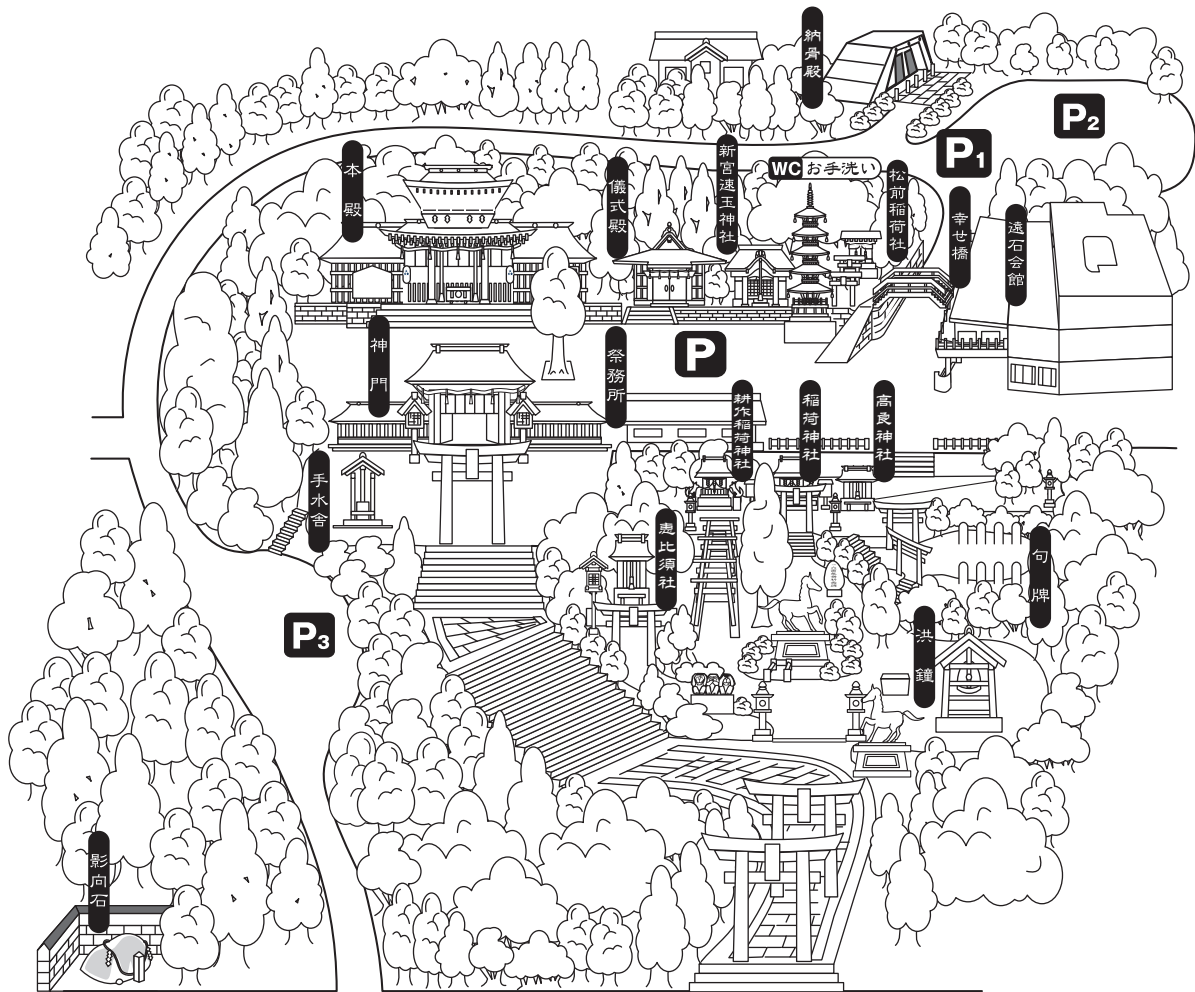 納骨殿
P2
P1
本殿
儀式殿
新宮速玉神社
WC お手洗い
松前稲荷社
幸せ橋
遠石会館
神門
祭務所
P
耕作稲荷神社
稲荷神社
高良神社
手水舎
恵比須社
句牌
洪鐘
P3
影向石